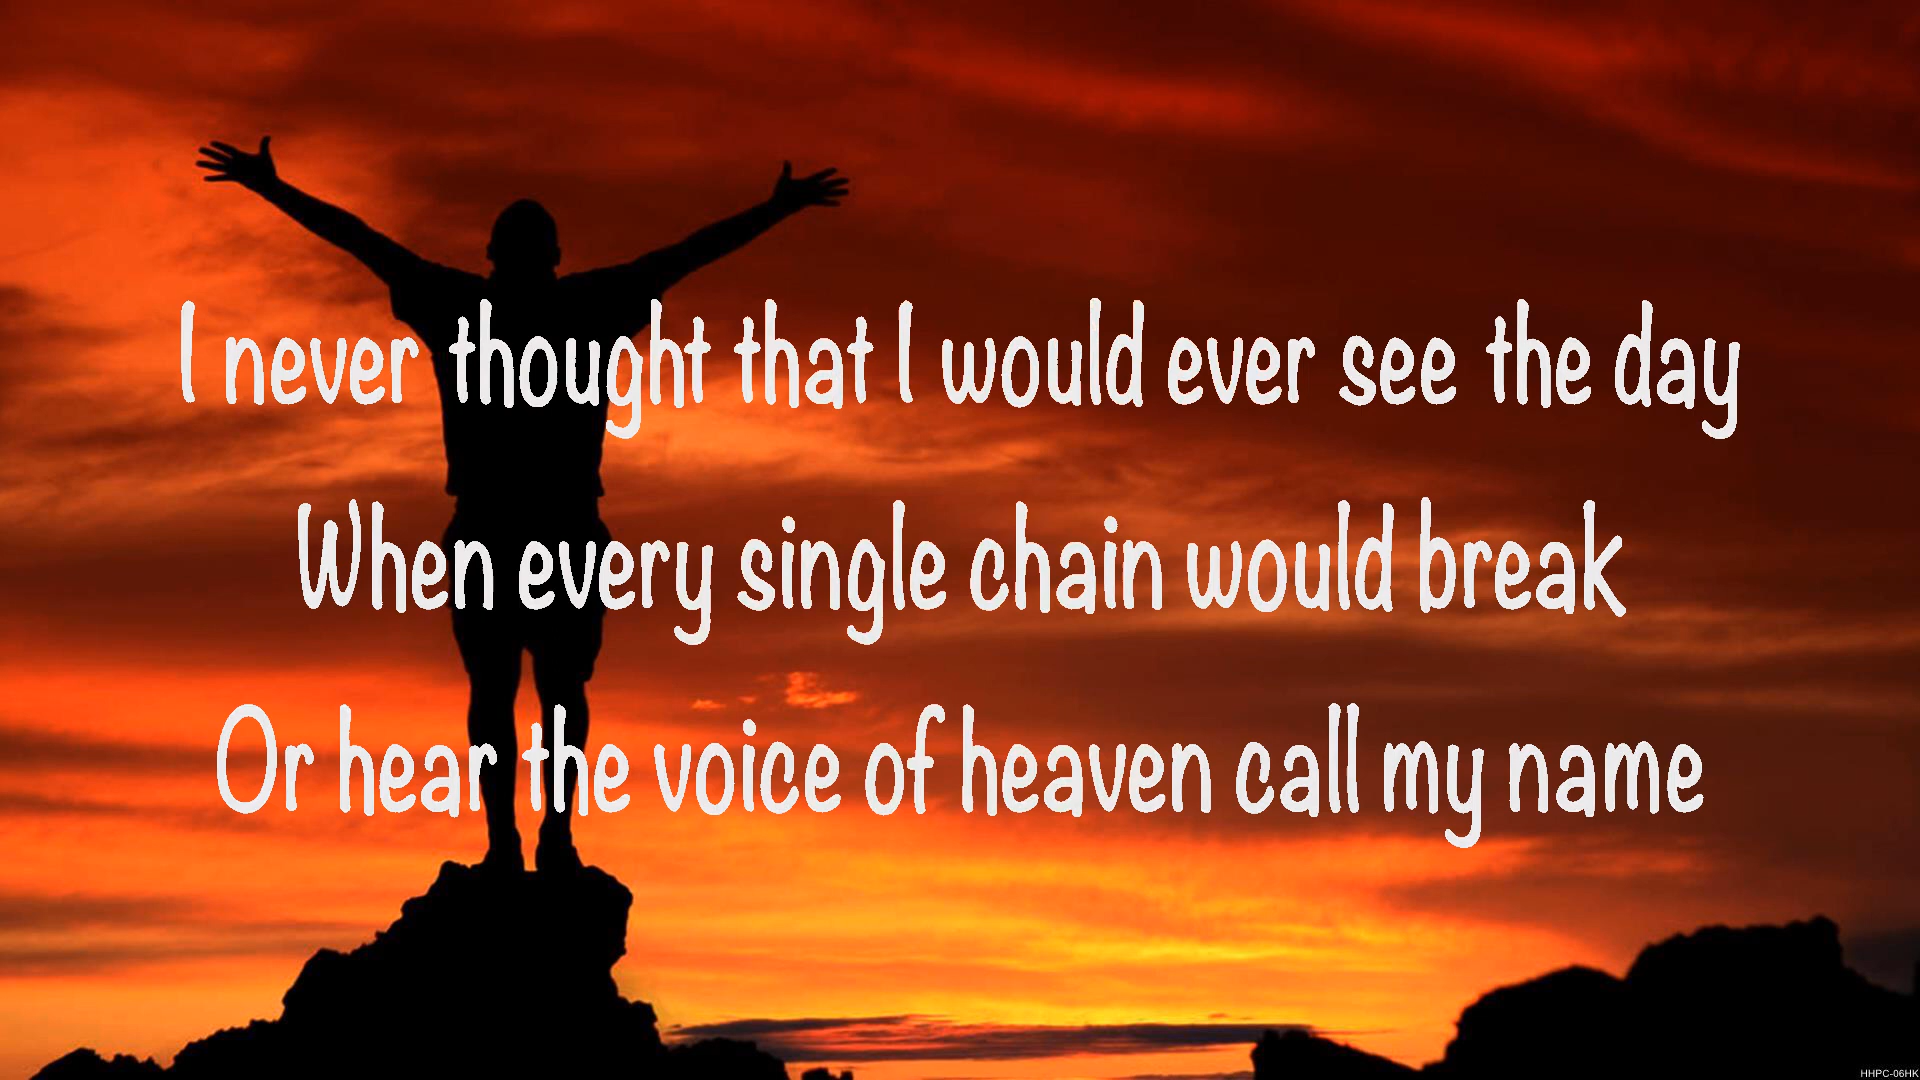 I never thought that I would ever see the day
When every single chain would break
Or hear the voice of heaven call my name
HHPC-06HK